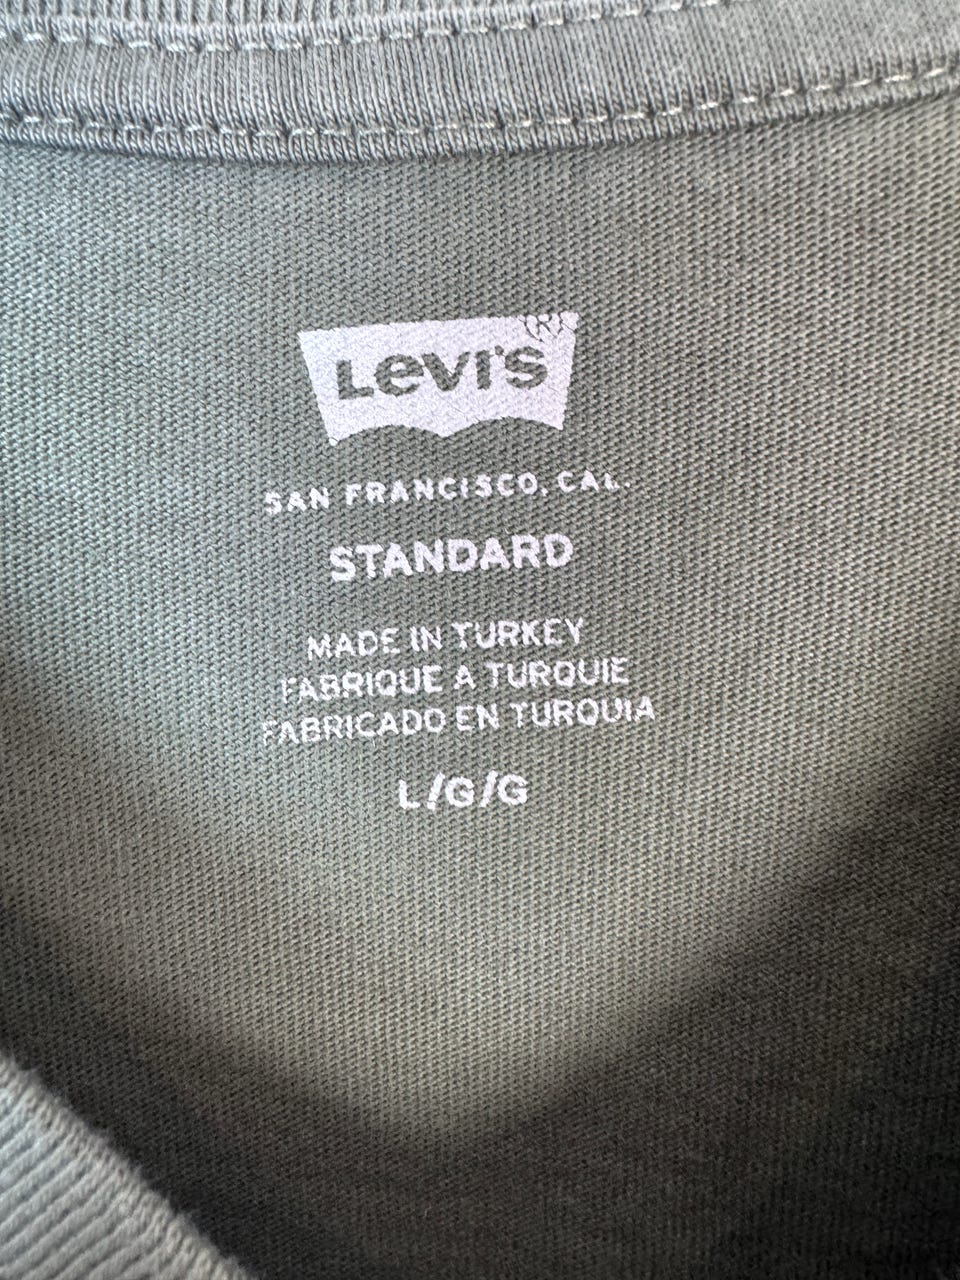 Levi's
(R)
SAN FRANCISCO, CAL.
STANDARD
MADE IN TURKEY
FABRIQUE A TURQUIE
FABRICADO EN TURQUIA
L/G/G